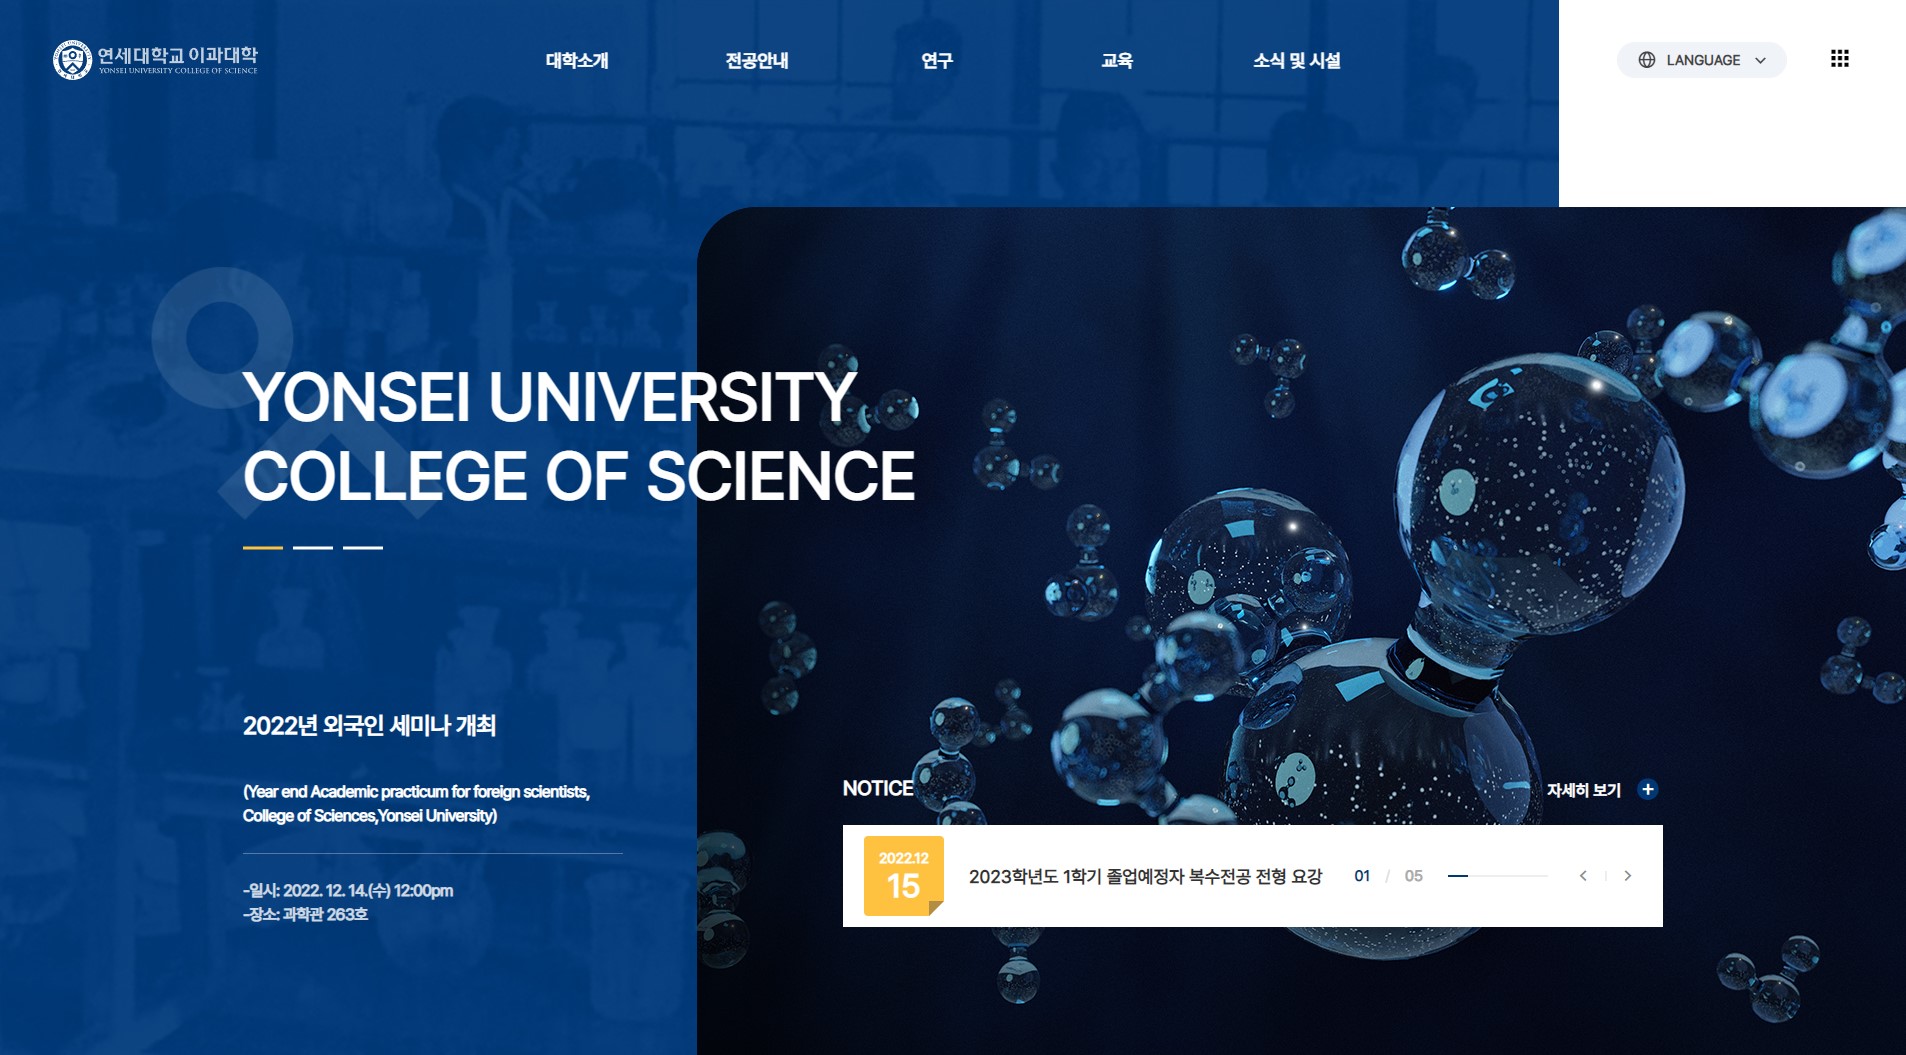 연세대학교 이과대학
YONSEI UNIVERSITY COLLEGE OF SCIENCE
대학소개
전공안내
연구
교육
소식 및 시설
LANGUAGE
YONSEI UNIVERSITY
COLLEGE OF SCIENCE
2022년 외국인 세미나 개최
(Year end Academic practicum for foreign scientists,
College of Sciences,Yonsei University)
-일시: 2022. 12. 14.(수) 12:00pm
-장소: 과학관 263호
NOTICE
자세히 보기
2022.12
15
2023학년도 1학기 졸업예정자 복수전공 전형 요강
01 / 05